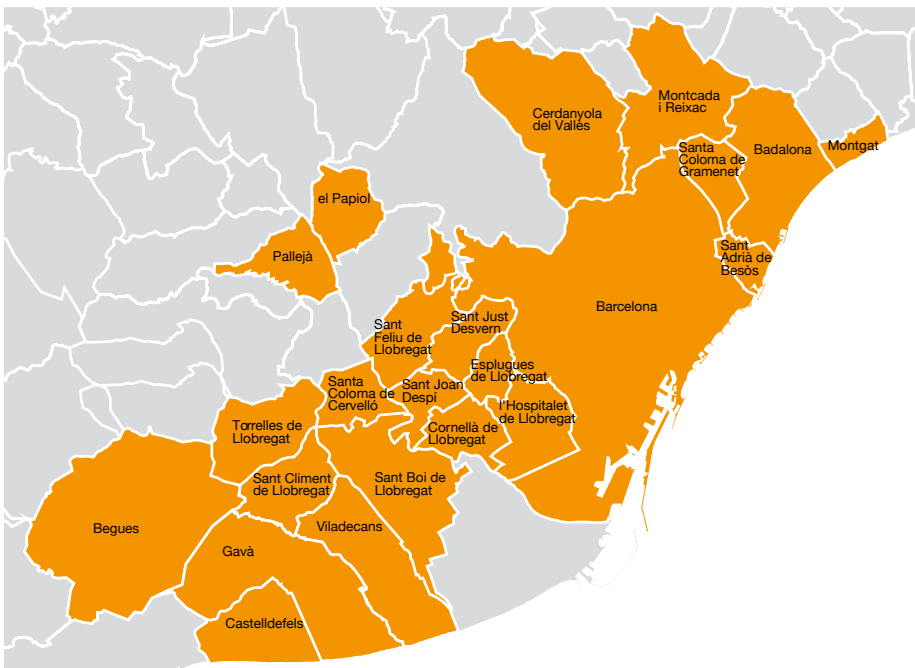 Montcada
i Reixac
Cerdanyola
del Vallès
Santa
Coloma de
Gramenet
Badalona
Montgat
el Papiol
Pallejà
Sant
Adrià de
Besòs
Barcelona
Sant
Feliu de
Llobregat
Sant Just
Desvern
Esplugues
de Llobregat
Santa
Coloma de
Cervelló
Sant Joan
Despí
l'Hospitalet
de Llobregat
Torrelles de
Llobregat
Cornellà de
Llobregat
Sant Climent
de Llobregat
Sant Boi de
Llobregat
Begues
Viladecans
Gavà
Castelldefels